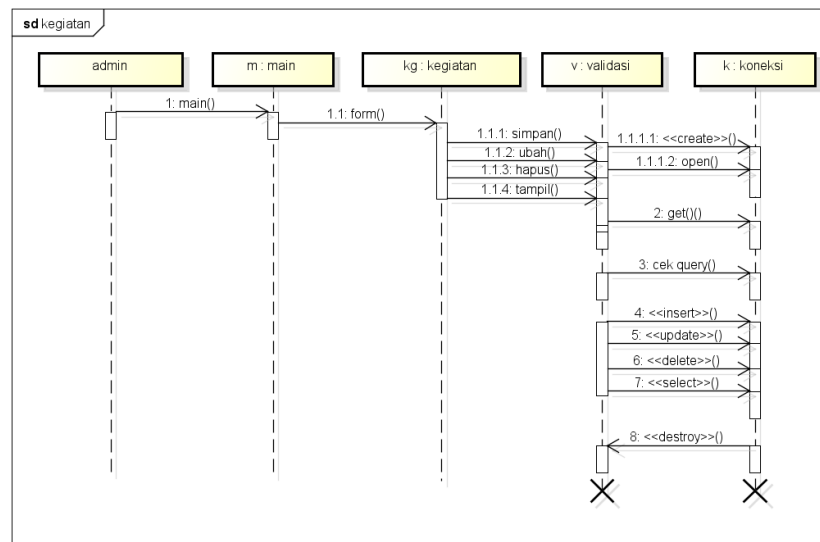 sd kegiatan
admin
m : main
kg : kegiatan
v : validasi
k : koneksi
1: main()
1.1: form()
1.1.1: simpan()
1.1.1.1: <<create>>()
1.1.2: ubah()
1.1.3: hapus()
1.1.1.2: open()
1.1.4: tampil()
2: get()()
3: cek query()
4: <<insert>>()
5: <<update>>()
6: <<delete>>()
7: <<select>>()
8: <<destroy>>()